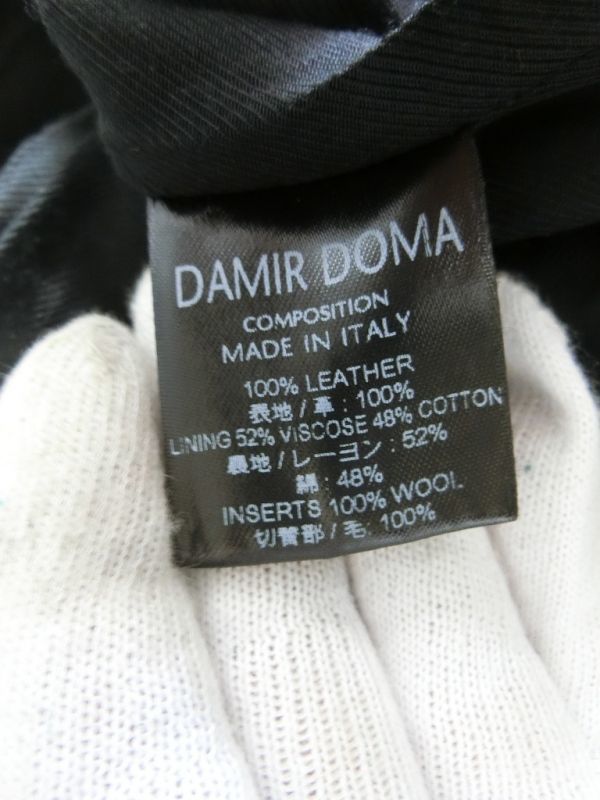 DAMIR DOMA
COMPOSITION
MADE IN ITALY
100% LEATHER
表地 / 革 : 100%
LINING 52% VISCOSE 48% COTTON
裏地 / レーヨン : 52%
綿 : 48%
INSERTS 100% WOOL
切替部 / 毛 : 100%